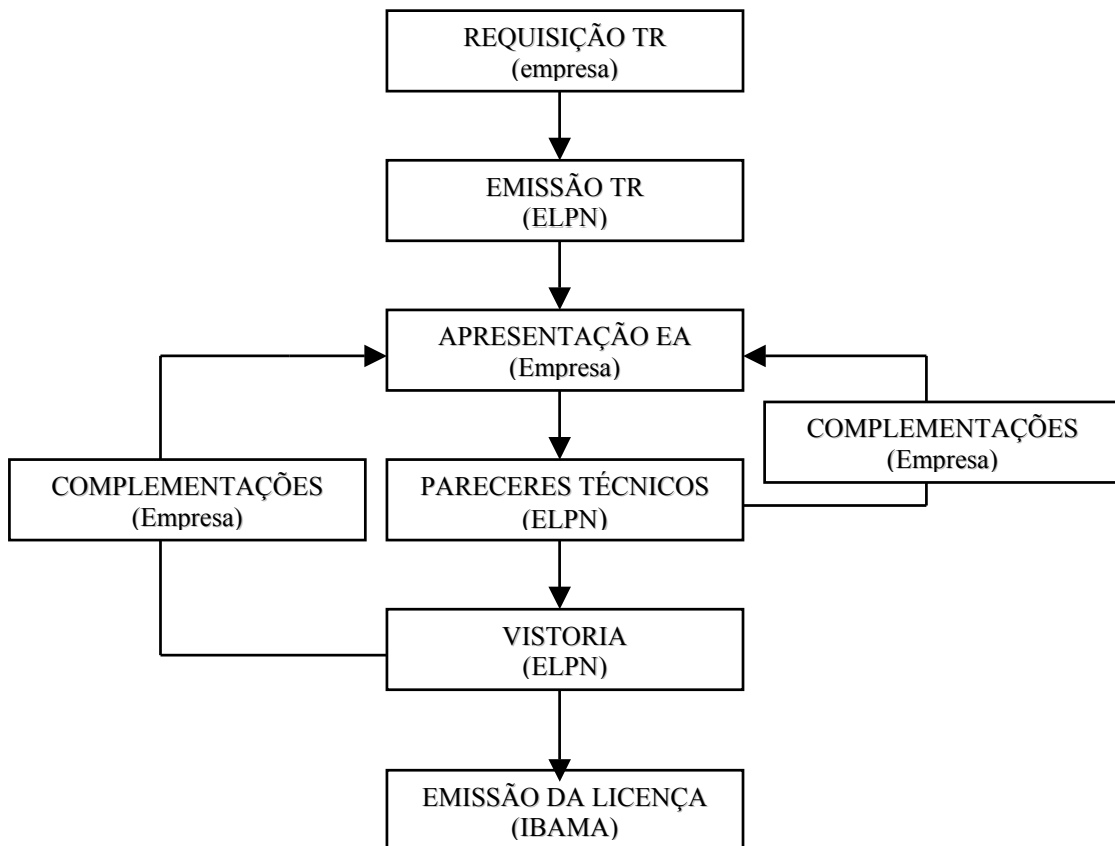 REQUISIÇÃO TR
(empresa)
EMISSÃO TR
(ELPN)
APRESENTAÇÃO EA
(Empresa)
COMPLEMENTAÇÕES
(Empresa)
COMPLEMENTAÇÕES
(Empresa)
PARECERES TÉCNICOS
(ELPN)
VISTORIA
(ELPN)
EMISSÃO DA LICENÇA
(IBAMA)